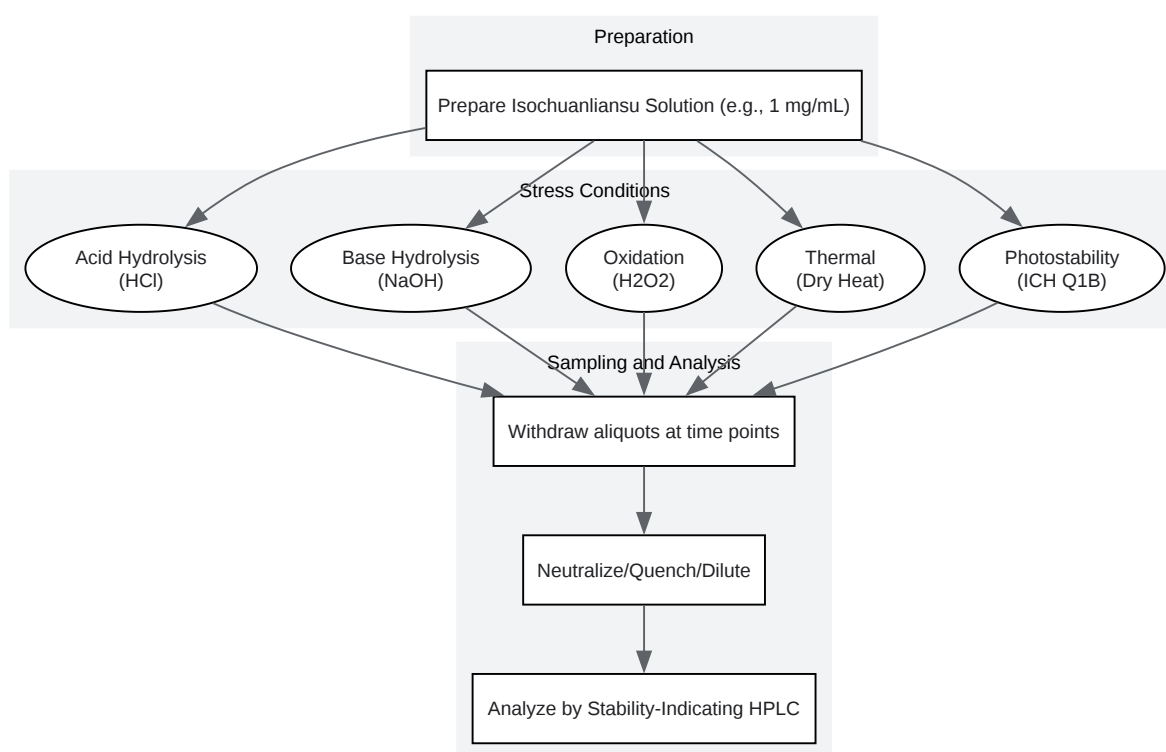 Preparation
Prepare Isochuanliansu Solution (e.g., 1 mg/mL)
Stress Conditions
Acid Hydrolysis
(HCl)
Base Hydrolysis
(NaOH)
Oxidation
(H2O2)
Thermal
(Dry Heat)
Photostability
(ICH Q1B)
Sampling and Analysis
Withdraw aliquots at time points
Neutralize/Quench/Dilute
Analyze by Stability-Indicating HPLC